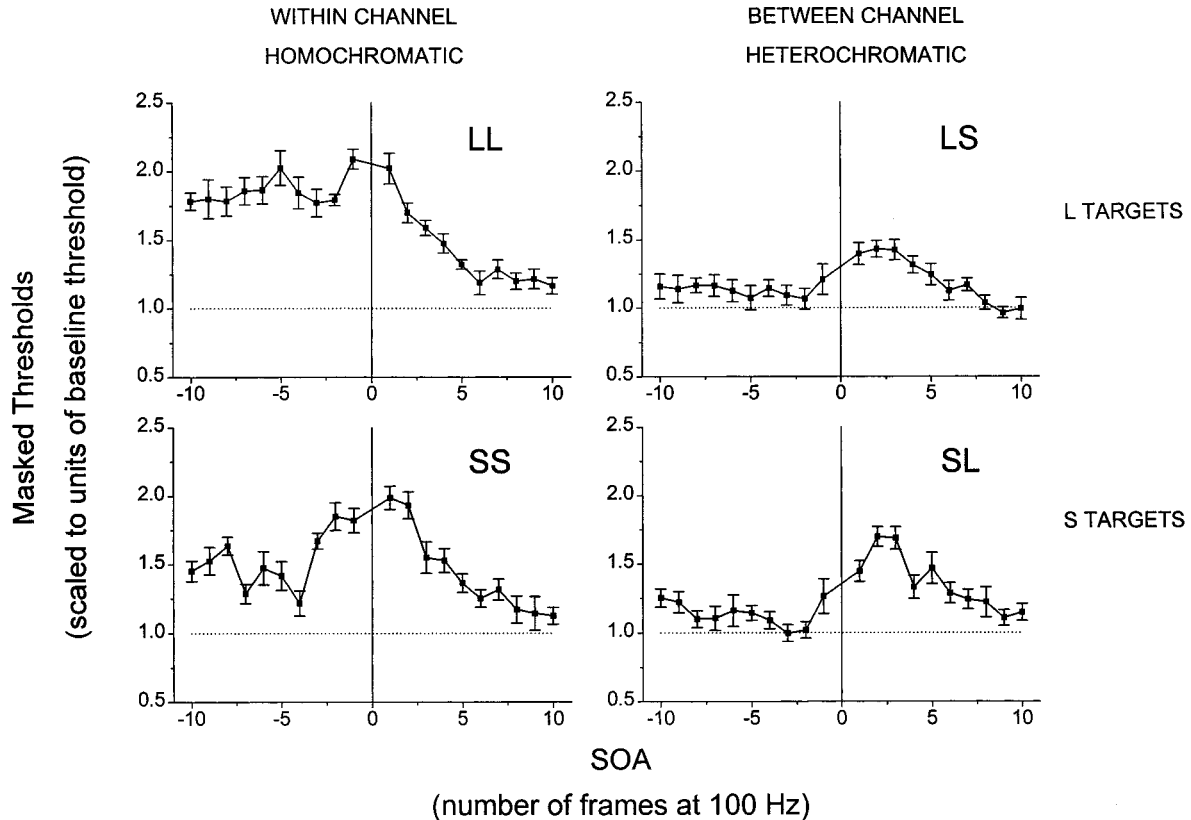 WITHIN CHANNEL
HOMOCHROMATIC
BETWEEN CHANNEL
HETEROCHROMATIC
Masked Thresholds
(scaled to units of baseline threshold)
2.5
2.0
1.5
1.0
0.5
-10
-5
0
5
10
LL
2.5
2.0
1.5
1.0
0.5
-10
-5
0
5
10
LS
L TARGETS
2.5
2.0
1.5
1.0
0.5
-10
-5
0
5
10
SS
2.5
2.0
1.5
1.0
0.5
-10
-5
0
5
10
SL
S TARGETS
SOA
(number of frames at 100 Hz)